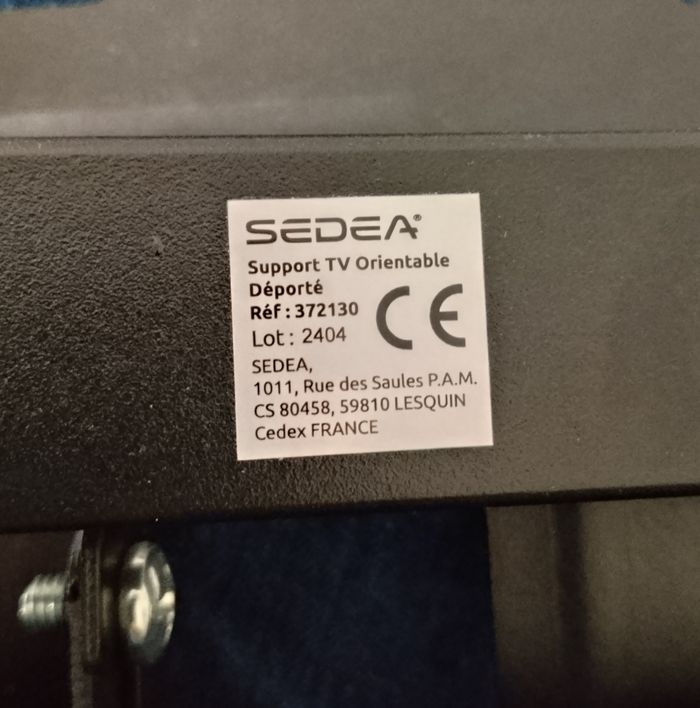 SEDEA®
Support TV Orientable
Déporté
Réf : 372130
CE
Lot : 2404
SEDEA,
1011, Rue des Saules P.A.M.
CS 80458, 59810 LESQUIN
Cedex FRANCE